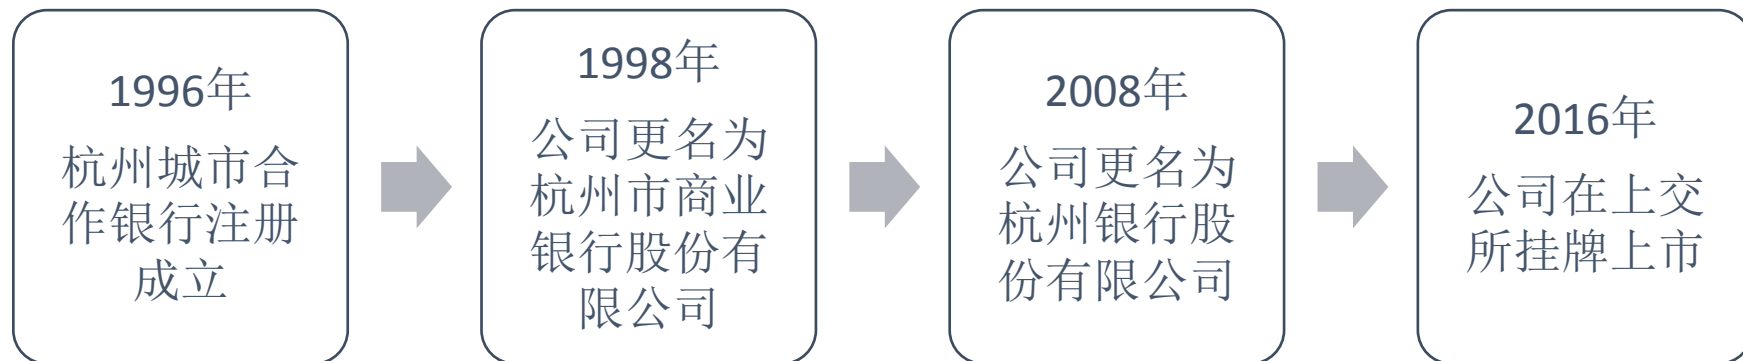 1996年
杭州城市合
作银行注册
成立
1998年
公司更名为
杭州市商业
银行股份有
限公司
2008年
公司更名为
杭州银行股
份有限公司
2016年
公司在上交
所挂牌上市